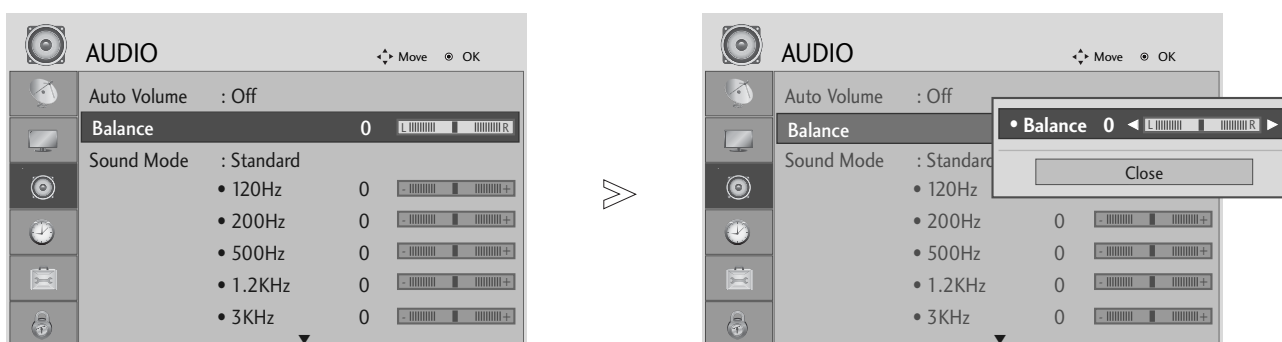 AUDIO Move OK
Auto Volume : Off
Balance 0 L R
Sound Mode : Standard
• 120Hz 0 - +
• 200Hz 0 - +
• 500Hz 0 - +
• 1.2KHz 0 - +
• 3KHz 0 - +
AUDIO Move OK
Auto Volume : Off
Balance
Sound Mode : Standard
• 120Hz
• 200Hz 0 - +
• 500Hz 0 - +
• 1.2KHz 0 - +
• 3KHz 0 - +
• Balance 0 ◄ L R ►
Close